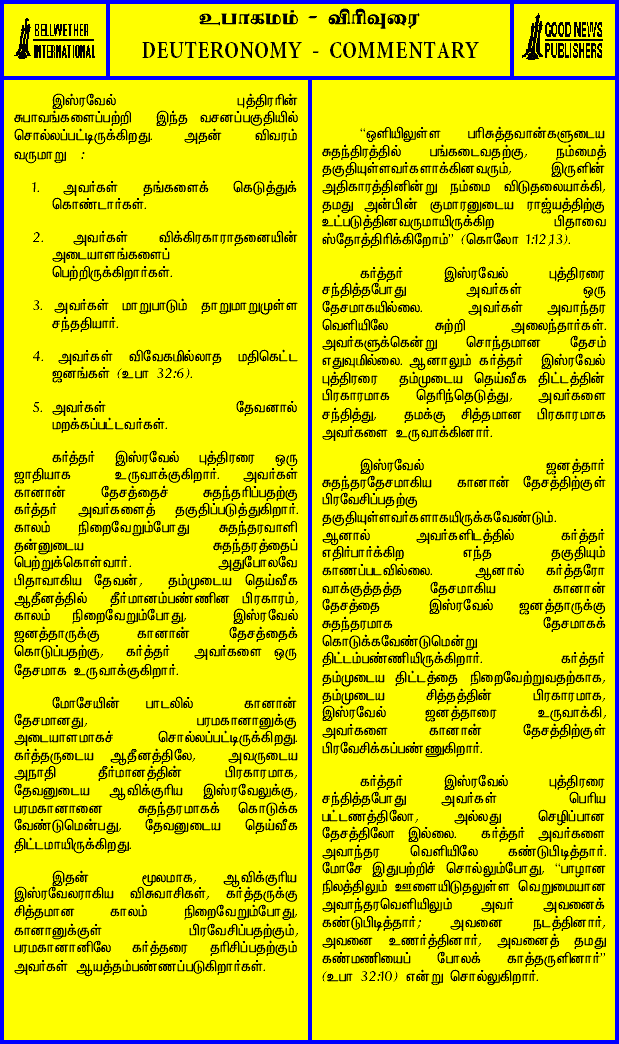 BELLWETHER
INTERNATIONAL
உபாகமம் - விரிவுரை
DEUTERONOMY - COMMENTARY
GOOD NEWS
PUBLISHERS
இஸ்ரவேல் புத்திரரின்
சுபாவங்களைப்பற்றி இந்த வசனப்பகுதியில்
சொல்லப்பட்டிருக்கிறது. அதன் விவரம்
வருமாறு :
1. அவர்கள் தங்களைக் கெடுத்துக்
கொண்டார்கள்.
2. அவர்கள் விக்கிரகாராதனையின்
அடையாளங்களைப்
பெற்றிருக்கிறார்கள்.
3. அவர்கள் மாறுபாடும் தாறுமாறுமுள்ள
சந்ததியார்.
4. அவர்கள் விவேகமில்லாத மதிகெட்ட
ஜனங்கள் (உபா 32:6).
5. அவர்கள் தேவனால்
மறக்கப்பட்டவர்கள்.
கர்த்தர் இஸ்ரவேல் புத்திரரை ஒரு
ஜாதியாக உருவாக்குகிறார். அவர்கள்
கானான் தேசத்தைச் சுதந்தரிப்பதற்கு
கர்த்தர் அவர்களைத் தகுதிப்படுத்துகிறார்.
காலம் நிறைவேறும்போது சுதந்தரவாளி
தன்னுடைய சுதந்தரத்தைப்
பெற்றுக்கொள்வார். அதுபோலவே
பிதாவாகிய தேவன், தம்முடைய தெய்வீக
ஆதீனத்தில் தீர்மானம்பண்ணின பிரகாரம்,
காலம் நிறைவேறும்போது, இஸ்ரவேல்
ஜனத்தாருக்கு கானான் தேசத்தைக்
கொடுப்பதற்கு, கர்த்தர் அவர்களை ஒரு
தேசமாக உருவாக்குகிறார்.
மோசேயின் பாடலில் கானான்
தேசமானது, பரமகானானுக்கு
அடையாளமாகச் சொல்லப்பட்டிருக்கிறது.
கர்த்தருடைய ஆதீனத்திலே, அவருடைய
அநாதி தீர்மானத்தின் பிரகாரமாக,
தேவனுடைய ஆவிக்குரிய இஸ்ரவேலுக்கு,
பரமகானானை சுதந்தரமாகக் கொடுக்க
வேண்டுமென்பது, தேவனுடைய தெய்வீக
திட்டமாயிருக்கிறது.
இதன் மூலமாக, ஆவிக்குரிய
இஸ்ரவேலராகிய விசுவாசிகள், கர்த்தருக்கு
சித்தமான காலம் நிறைவேறும்போது,
கானானுக்குள் பிரவேசிப்பதற்கும்,
பரமகானானிலே கர்த்தரை தரிசிப்பதற்கும்
அவர்கள் ஆயத்தம்பண்ணப்படுகிறார்கள்.
“ஒளியிலுள்ள பரிசுத்தவான்களுடைய
சுதந்திரத்தில் பங்கடைவதற்கு, நம்மைத்
தகுதியுள்ளவர்களாக்கினவரும், இருளின்
அதிகாரத்தினின்று நம்மை விடுதலையாக்கி,
தமது அன்பின் குமாரனுடைய ராஜ்யத்திற்கு
உட்படுத்தினவருமாயிருக்கிற பிதாவை
ஸ்தோத்திரிக்கிறோம்” (கொலோ 1:12,13).
கர்த்தர் இஸ்ரவேல் புத்திரரை
சந்தித்தபோது அவர்கள் ஒரு
தேசமாகயில்லை. அவர்கள் அவாந்தர
வெளியிலே சுற்றி அலைந்தார்கள்.
அவர்களுக்கென்று சொந்தமான தேசம்
எதுவுமில்லை. ஆனாலும் கர்த்தர் இஸ்ரவேல்
புத்திரரை தம்முடைய தெய்வீக திட்டத்தின்
பிரகாரமாக தெரிந்தெடுத்து, அவர்களை
சந்தித்து, தமக்கு சித்தமான பிரகாரமாக
அவர்களை உருவாக்கினார்.
இஸ்ரவேல் ஜனத்தார்
சுதந்தரதேசமாகிய கானான் தேசத்திற்குள்
பிரவேசிப்பதற்கு
தகுதியுள்ளவர்களாகயிருக்கவேண்டும்.
ஆனால் அவர்களிடத்தில் கர்த்தர்
எதிர்பார்க்கிற எந்த தகுதியும்
காணப்படவில்லை. ஆனால் கர்த்தரோ
வாக்குத்தத்த தேசமாகிய கானான்
தேசத்தை இஸ்ரவேல் ஜனத்தாருக்கு
சுதந்தரமாக தேசமாகக்
கொடுக்கவேண்டுமென்று
திட்டம்பண்ணியிருக்கிறார். கர்த்தர்
தம்முடைய திட்டத்தை நிறைவேற்றுவதற்காக,
தம்முடைய சித்தத்தின் பிரகாரமாக,
இஸ்ரவேல் ஜனத்தாரை உருவாக்கி,
அவர்களை கானான் தேசத்திற்குள்
பிரவேசிக்கப்பண்ணுகிறார்.
கர்த்தர் இஸ்ரவேல் புத்திரரை
சந்தித்தபோது அவர்கள் பெரிய
பட்டணத்திலோ, அல்லது செழிப்பான
தேசத்திலோ இல்லை. கர்த்தர் அவர்களை
அவாந்தர வெளியிலே கண்டுபிடித்தார்.
மோசே இதுபற்றிச் சொல்லும்போது, “பாழான
நிலத்திலும் ஊளையிடுதலுள்ள வெறுமையான
அவாந்தரவெளியிலும் அவர் அவனைக்
கண்டுபிடித்தார்; அவனை நடத்தினார்,
அவனை உணர்த்தினார், அவனைத் தமது
கண்மணியைப் போலக் காத்தருளினார்”
(உபா 32:10) என்று சொல்லுகிறார்.